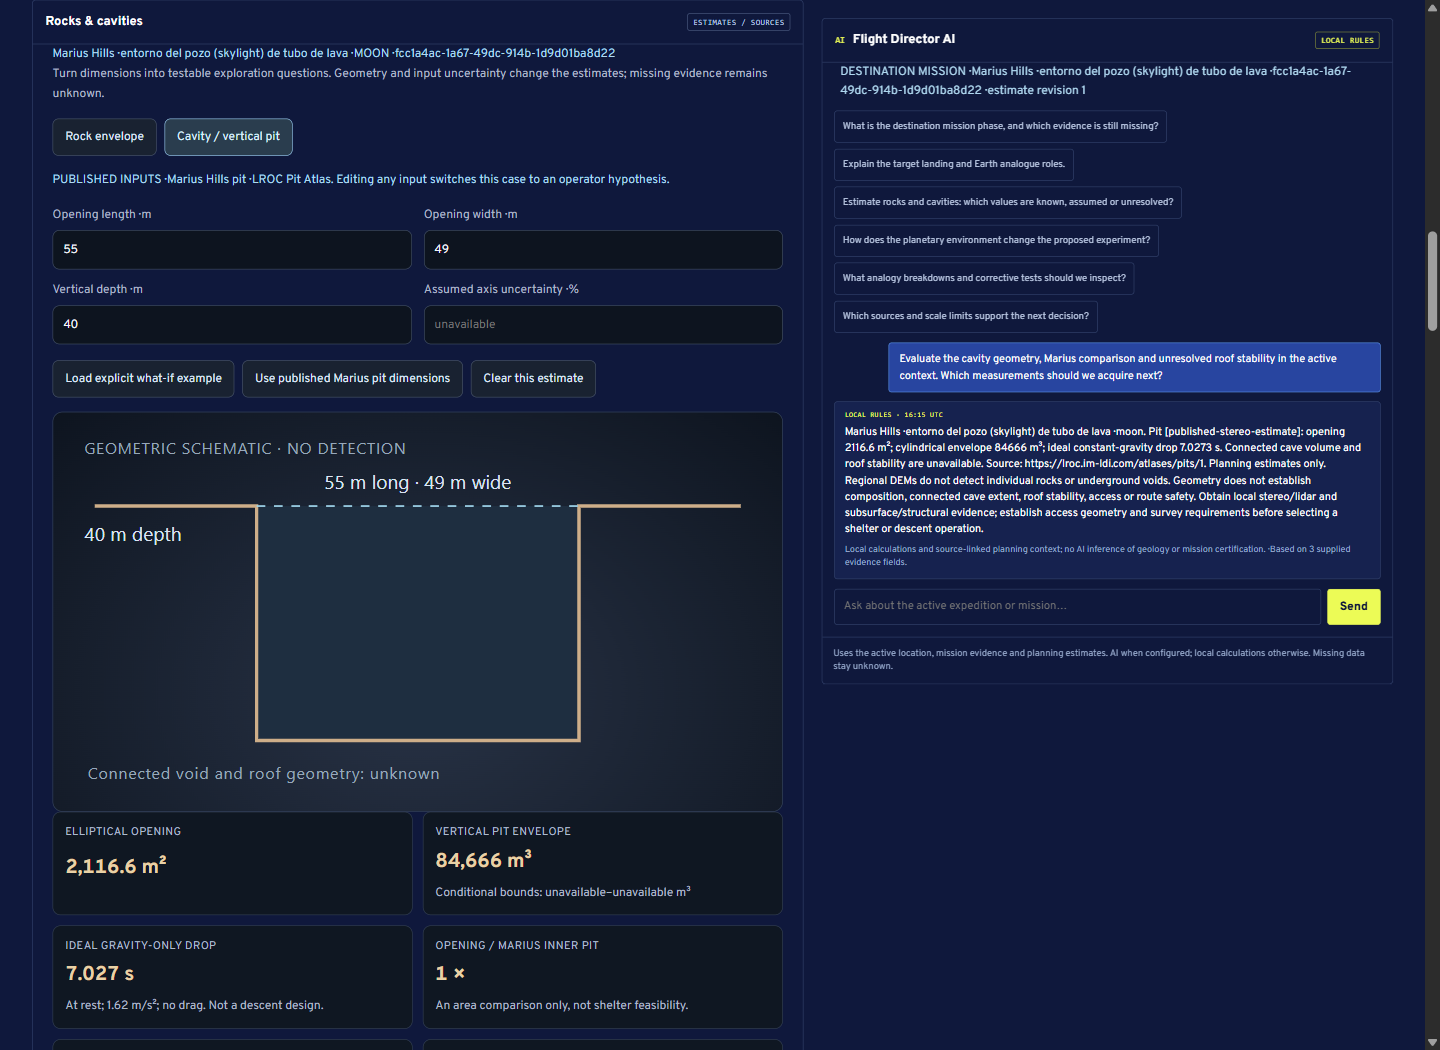 Rocks & cavities
ESTIMATES / SOURCES
Marius Hills ·entorno del pozo (skylight) de tubo de lava ·MOON ·fcc1a4ac-1a67-49dc-914b-1d9d01ba8d22
Turn dimensions into testable exploration questions. Geometry and input uncertainty change the estimates; missing evidence remains
unknown.
Rock envelope
Cavity / vertical pit
PUBLISHED INPUTS ·Marius Hills pit ·LROC Pit Atlas. Editing any input switches this case to an operator hypothesis.
Opening length ·m
Opening width ·m
55
49
Vertical depth ·m
Assumed axis uncertainty ·%
40
unavailable
Load explicit what-if example
Use published Marius pit dimensions
Clear this estimate
GEOMETRIC SCHEMATIC · NO DETECTION
55 m long · 49 m wide
40 m depth
Connected void and roof geometry: unknown
ELLIPTICAL OPENING
2,116.6 m²
VERTICAL PIT ENVELOPE
84,666 m³
Conditional bounds: unavailable–unavailable m³
IDEAL GRAVITY-ONLY DROP
7.027 s
At rest; 1.62 m/s²; no drag. Not a descent design.
OPENING / MARIUS INNER PIT
1 ×
An area comparison only, not shelter feasibility.
AI Flight Director AI
LOCAL RULES
DESTINATION MISSION ·Marius Hills ·entorno del pozo (skylight) de tubo de lava ·fcc1a4ac-1a67-
49dc-914b-1d9d01ba8d22 ·estimate revision 1
What is the destination mission phase, and which evidence is still missing?
Explain the target landing and Earth analogue roles.
Estimate rocks and cavities: which values are known, assumed or unresolved?
How does the planetary environment change the proposed experiment?
What analogy breakdowns and corrective tests should we inspect?
Which sources and scale limits support the next decision?
Evaluate the cavity geometry, Marius comparison and unresolved roof stability in the active
context. Which measurements should we acquire next?
LOCAL RULES · 16:15 UTC
Marius Hills ·entorno del pozo (skylight) de tubo de lava ·moon. Pit [published-stereo-estimate]: opening
2116.6 m²; cylindrical envelope 84666 m³; ideal constant-gravity drop 7.0273 s. Connected cave volume and
roof stability are unavailable. Source: https://lroc.im-ldi.com/atlases/pits/1. Planning estimates only.
Regional DEMs do not detect individual rocks or underground voids. Geometry does not establish
composition, connected cave extent, roof stability, access or route safety. Obtain local stereo/lidar and
subsurface/structural evidence; establish access geometry and survey requirements before selecting a
shelter or descent operation.
Local calculations and source-linked planning context; no AI inference of geology or mission certification. ·Based on 3 supplied
evidence fields.
Ask about the active expedition or mission...
Send
Uses the active location, mission evidence and planning estimates. AI when configured; local calculations otherwise. Missing data
stay unknown.